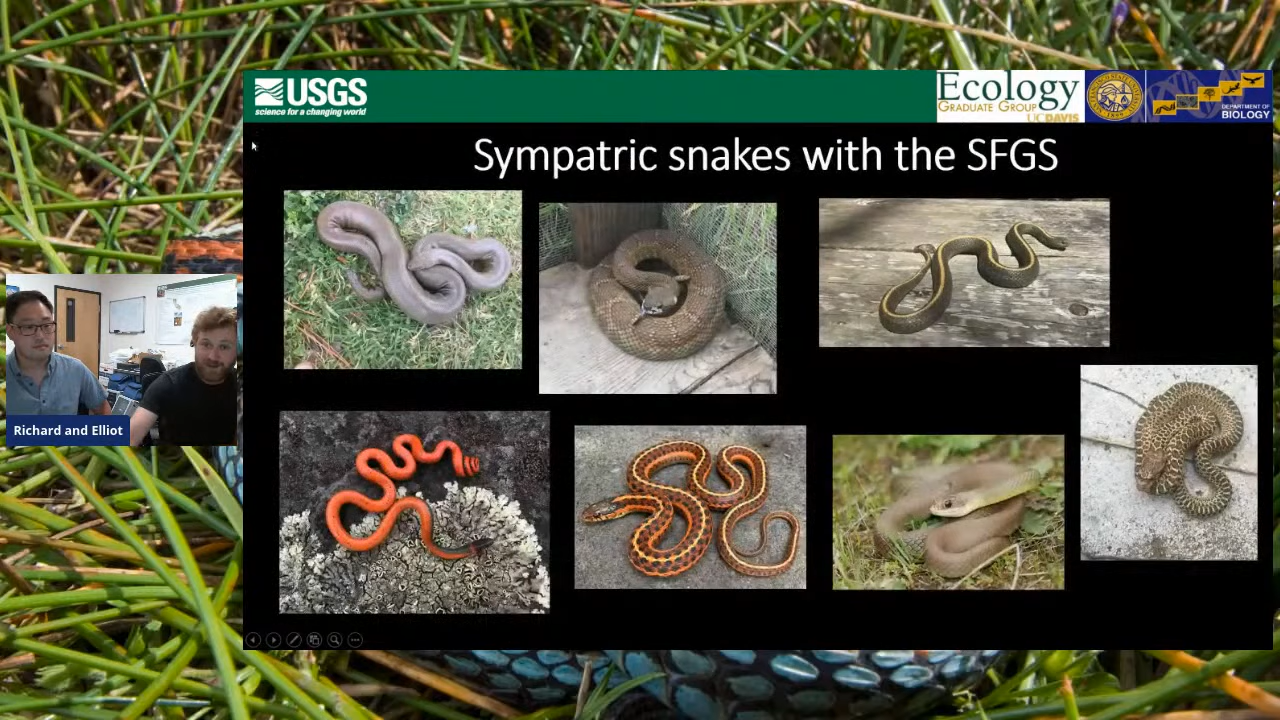 USGS
science for a changing world
Ecology
GRADUATE GROUP
UC DAVIS
DEPARTMENT OF
BIOLOGY
Sympatric snakes with the SFGS
Richard and Elliot